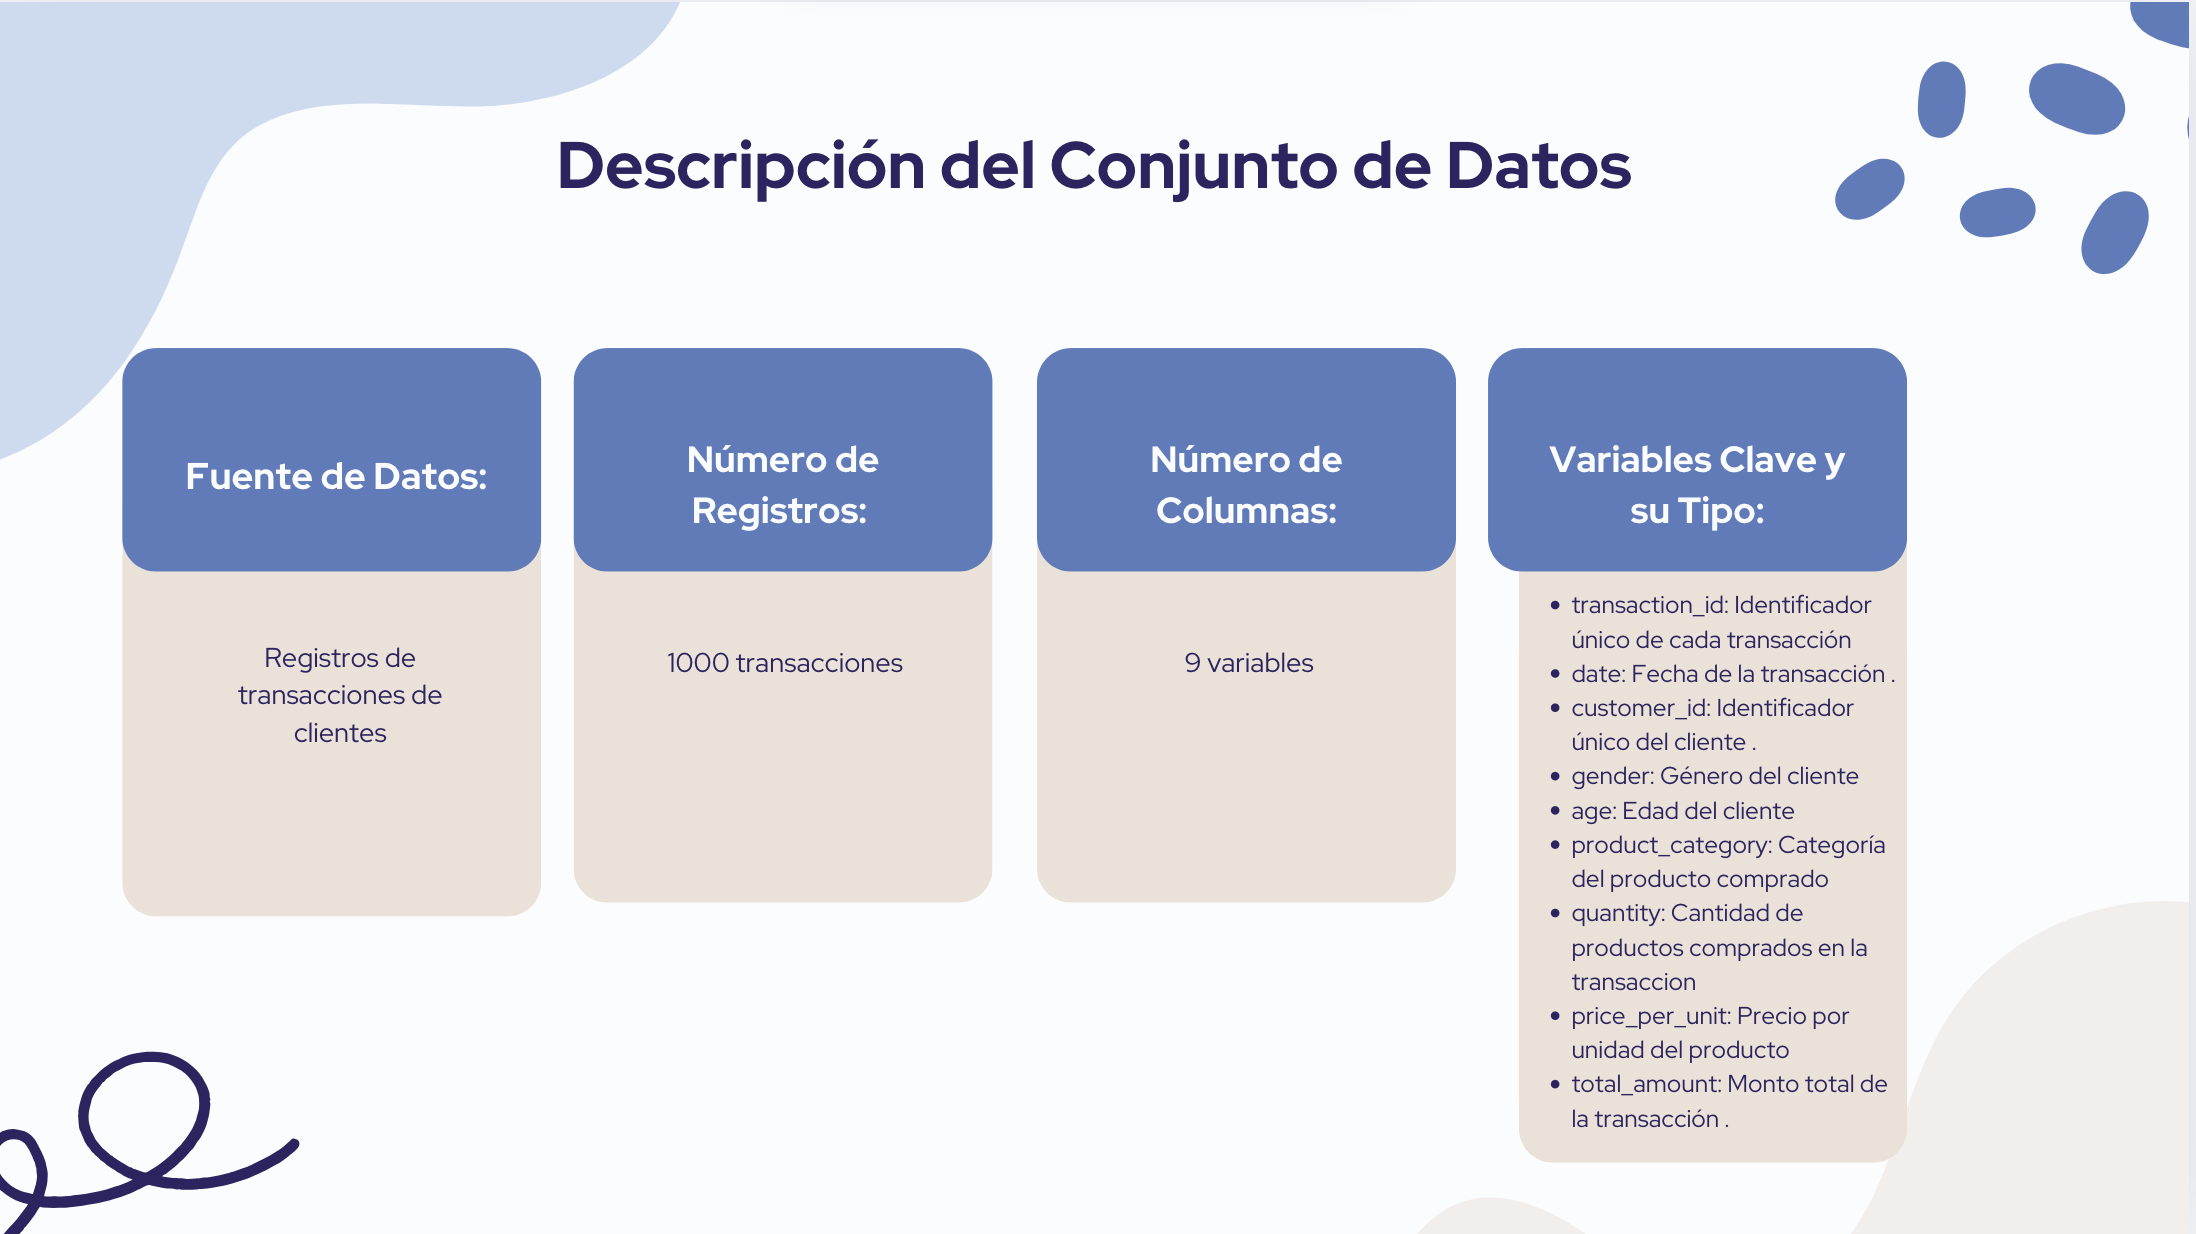 Descripción del Conjunto de Datos
Fuente de Datos:
Registros de
transacciones de
clientes
Número de
Registros:
1000 transacciones
Número de
Columnas:
9 variables
Variables Clave y
su Tipo:
• transaction_id: Identificador
único de cada transacción
• date: Fecha de la transacción .
• customer_id: Identificador
único del cliente .
• gender: Género del cliente
• age: Edad del cliente
• product_category: Categoría
del producto comprado
• quantity: Cantidad de
productos comprados en la
transaccion
• price_per_unit: Precio por
unidad del producto
• total_amount: Monto total de
la transacción .